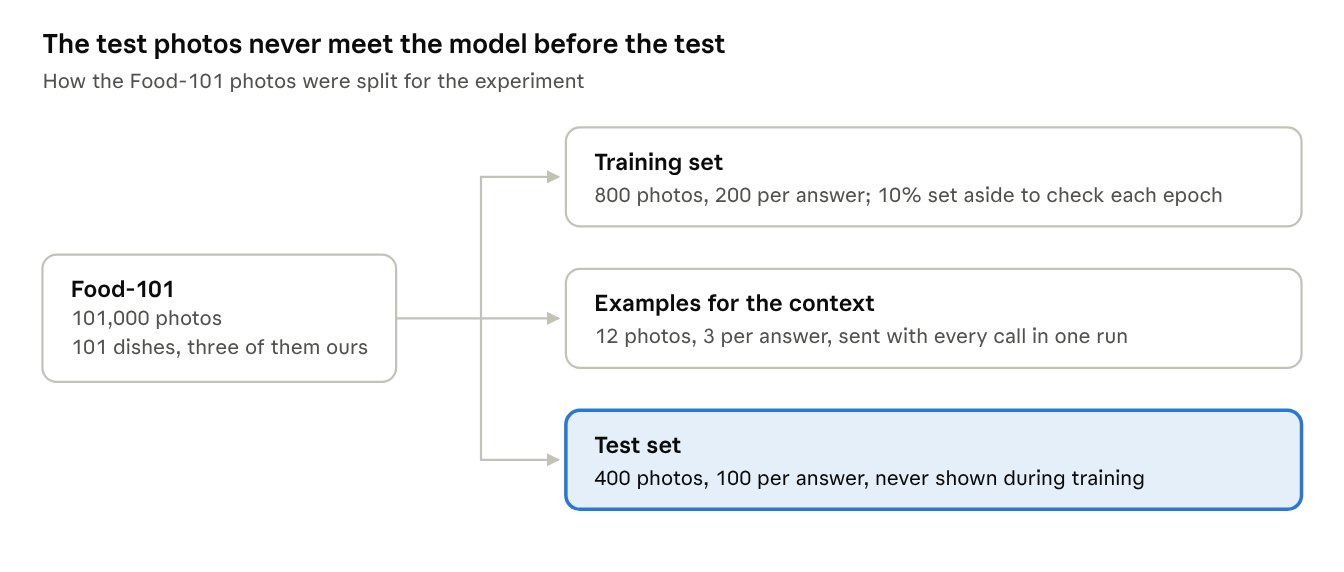 The test photos never meet the model before the test
How the Food-101 photos were split for the experiment
Food-101
101,000 photos
101 dishes, three of them ours
Training set
800 photos, 200 per answer; 10% set aside to check each epoch
Examples for the context
12 photos, 3 per answer, sent with every call in one run
Test set
400 photos, 100 per answer, never shown during training